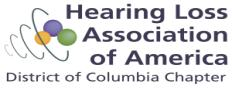 Hearing Loss
Association
of America
District of Columbia Chapter